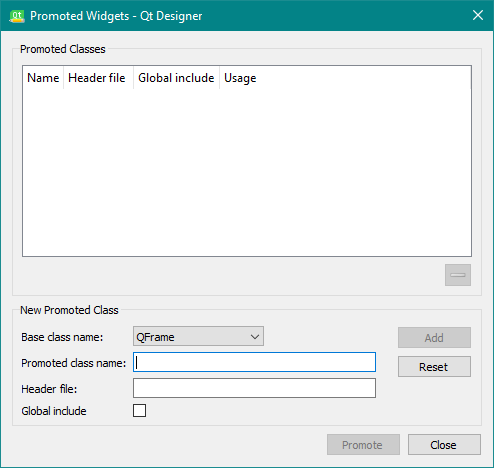 Promoted Widgets - Qt Designer
Promoted Classes
Name Header file Global include Usage
New Promoted Class
Base class name: QFrame Add
Promoted class name: Reset
Header file:
Global include
Promote Close